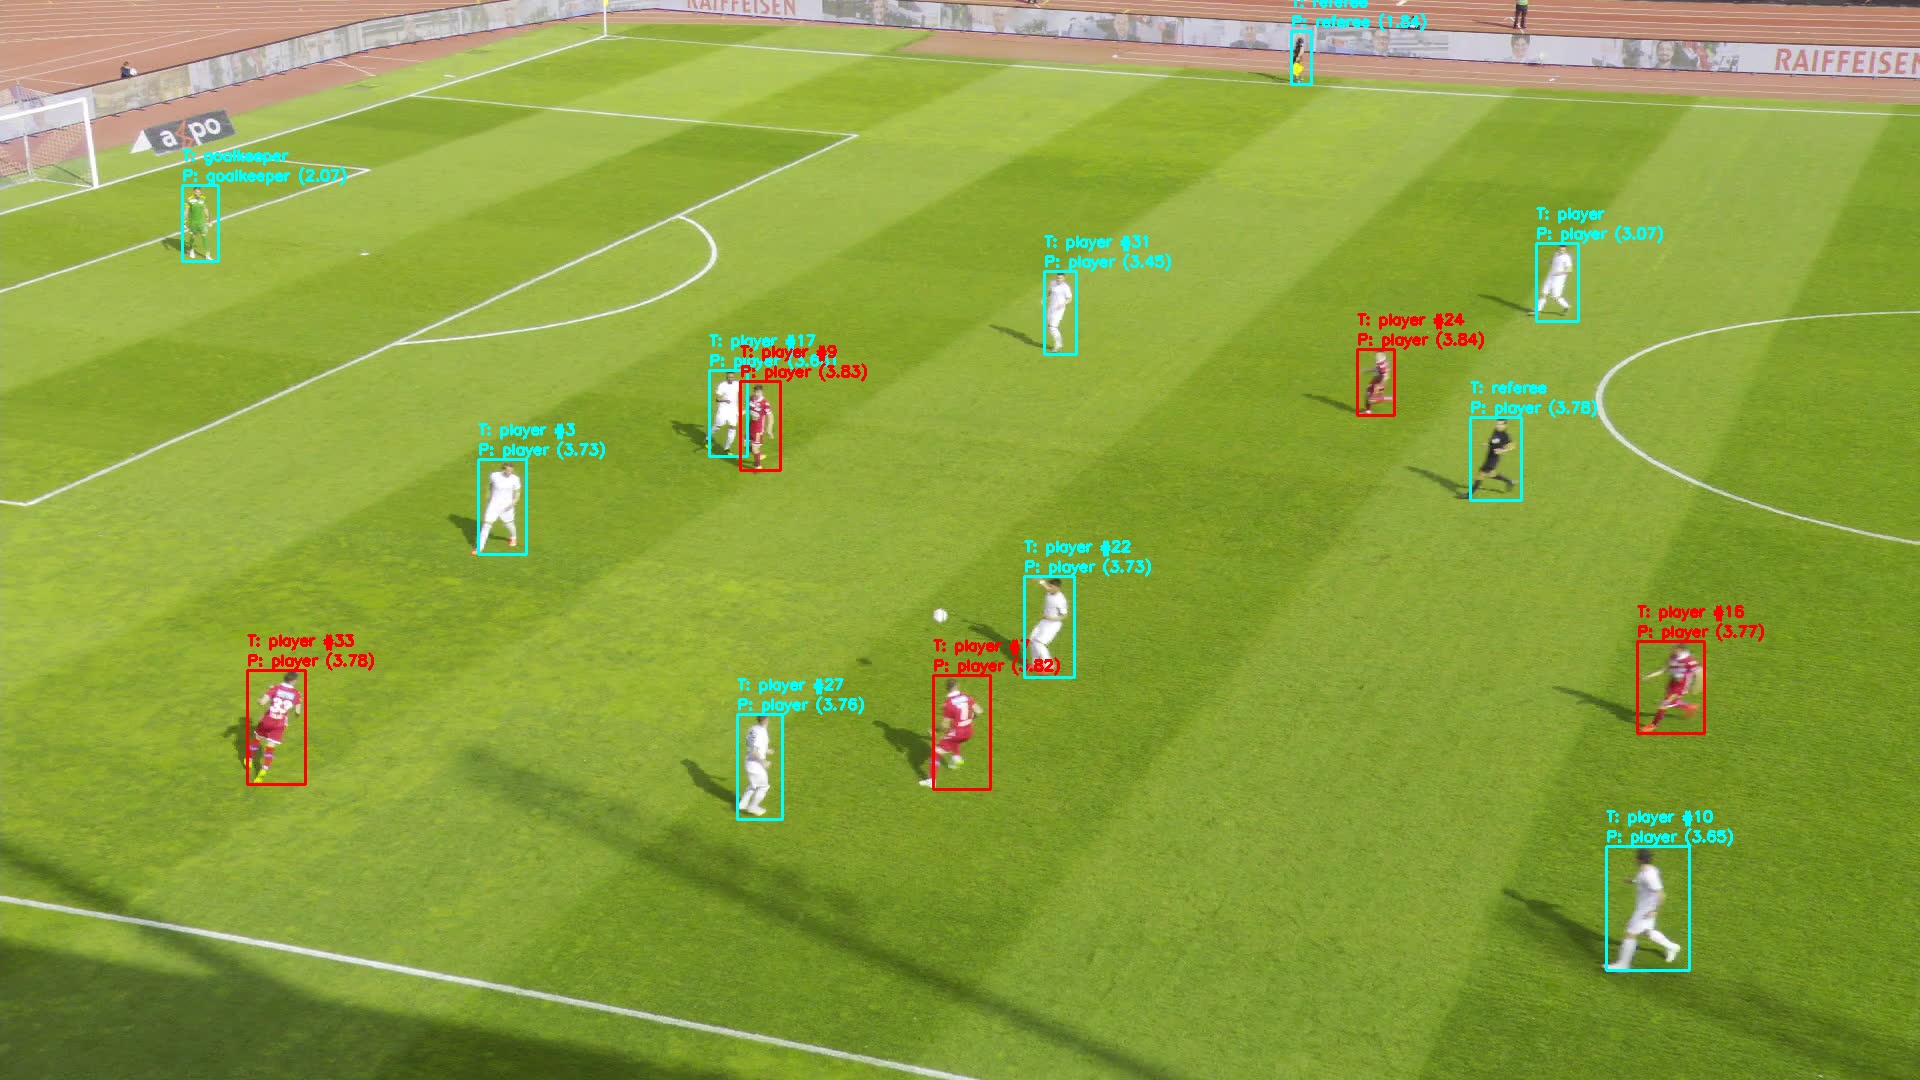 RAIFFEISEN
T: referee
P: referee (1.84)
RAIFFEISEN
axpo
T: goalkeeper
P: goalkeeper (2.07)
T: player
P: player (3.07)
T: player #31
P: player (3.45)
T: player #24
P: player (3.84)
T: player #17
P: player
T: player #9
P: player (3.83)
T: referee
P: player (3.78)
T: player #3
P: player (3.73)
T: player #22
P: player (3.73)
T: player #16
P: player (3.77)
T: player #33
P: player (3.78)
33
T: player
P: player
T: player #27
P: player (3.76)
T: player #10
P: player (3.65)